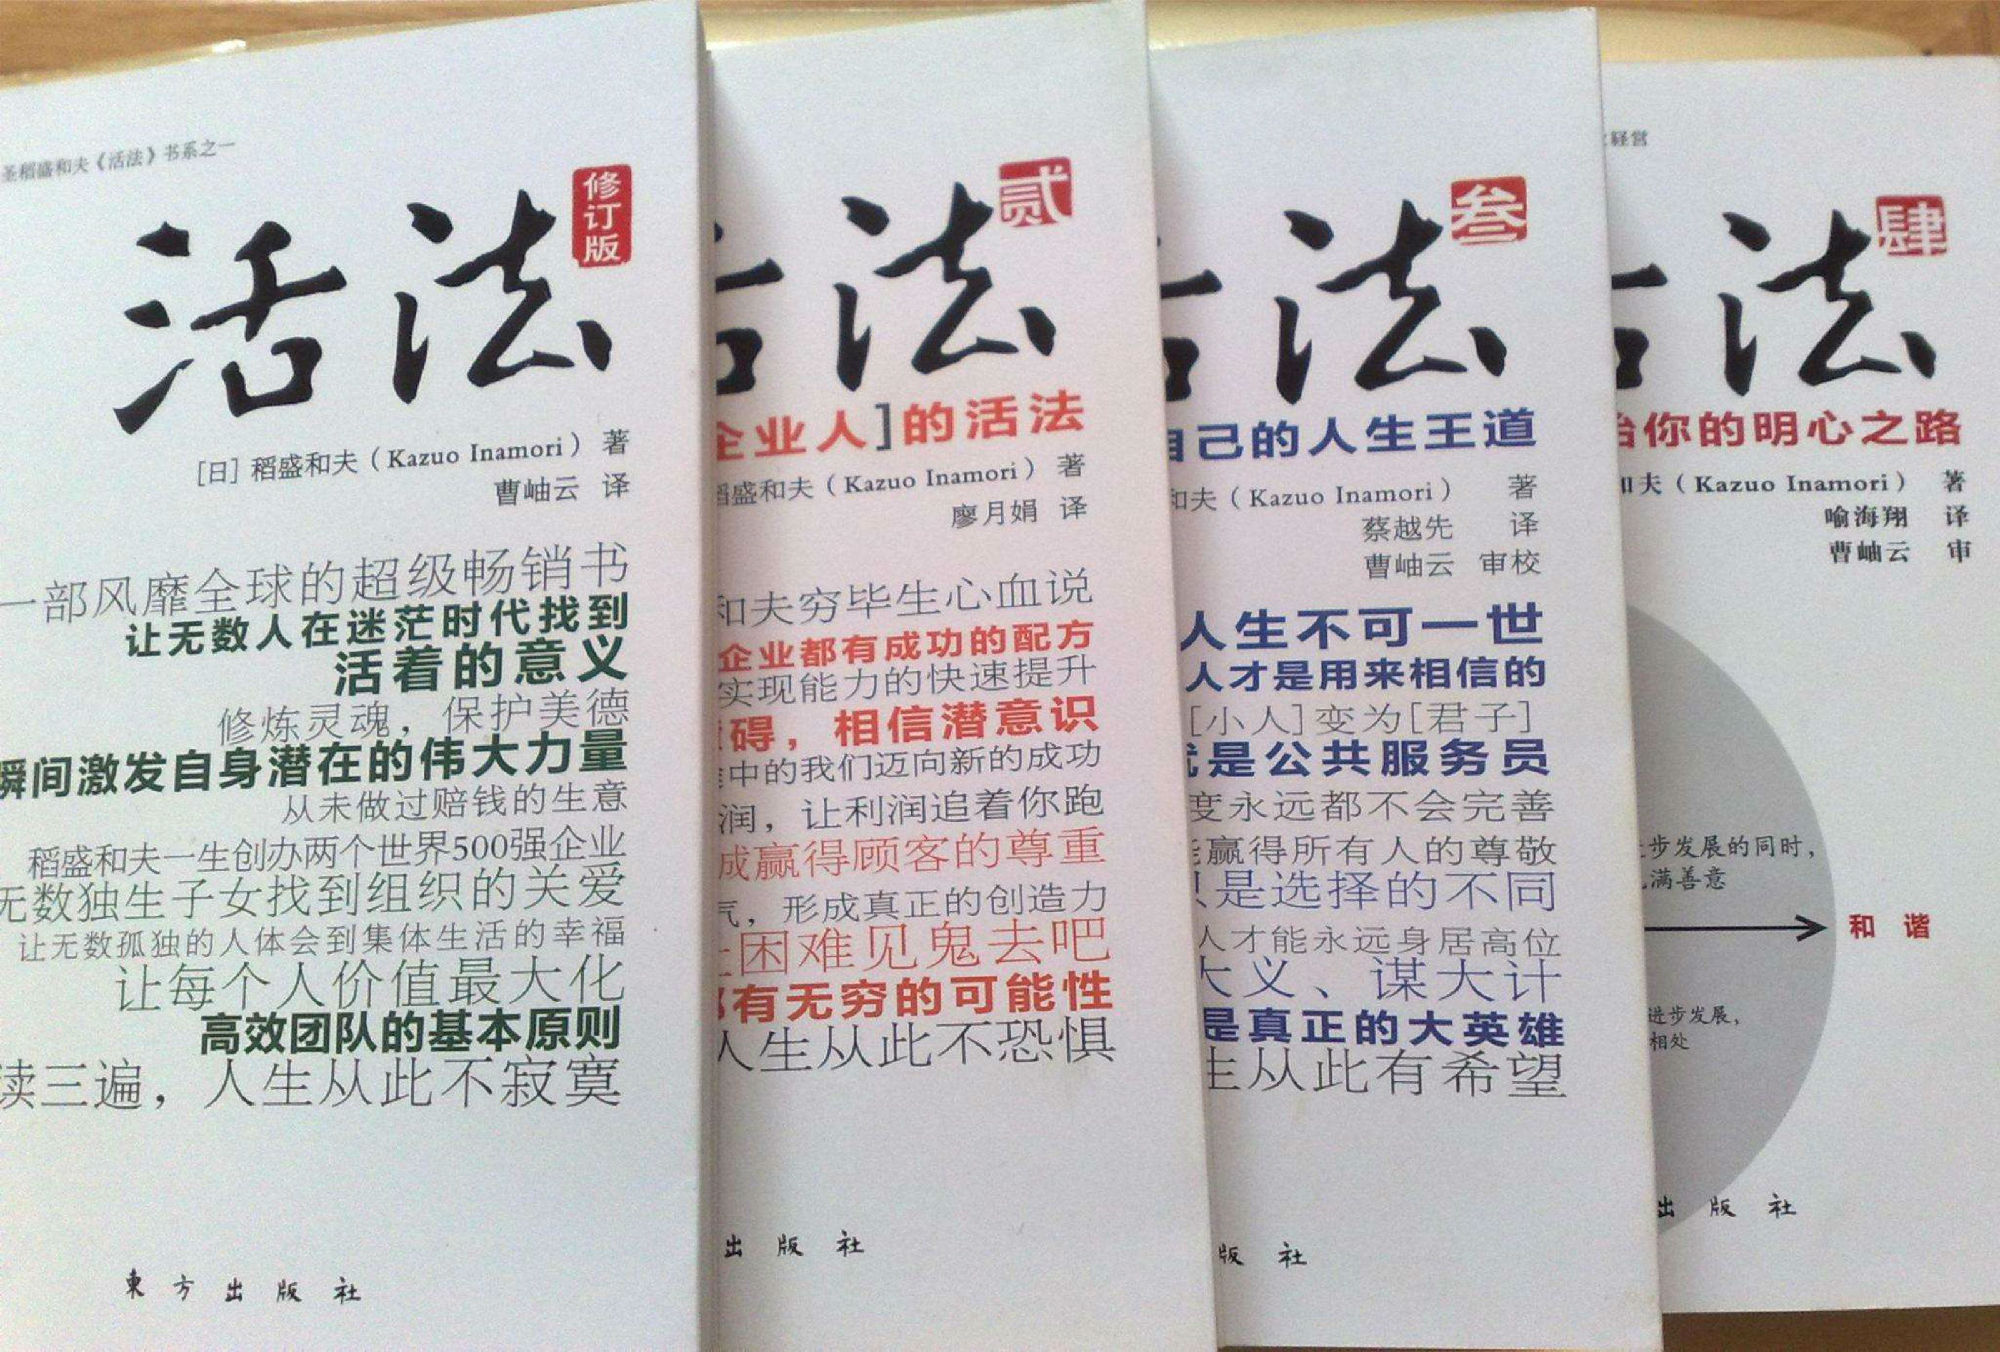 圣稻盛和夫《活法》书系之一
活法
修订版
[日]稻盛和夫（Kazuo Inamori）著
曹岫云 译
一部风靡全球的超级畅销书
让无数人在迷茫时代找到
活着的意义
修炼灵魂，保护美德
瞬间激发自身潜在的伟大力量
从未做过赔钱的生意
稻盛和夫一生创办两个世界500强企业
无数独生子女找到组织的关爱
让无数孤独的人体会到集体生活的幸福
让每个人价值最大化
高效团队的基本原则
读三遍，人生从此不寂寞
東方出版社
活法
贰
企业人]的活法
稻盛和夫（Kazuo Inamori）著
廖月娟 译
和夫穷毕生心血说
企业都有成功的配方
实现能力的快速提升
碍，相信潜意识
中的我们迈向新的成功
润，让利润追着你跑
成赢得顾客的尊重
气，形成真正的创造力
困难见鬼去吧
都有无穷的可能性
人生从此不恐惧
出版社
活法
叁
自己的人生王道
和夫（Kazuo Inamori）著
蔡越先 译
曹岫云 审校
人生不可一世
人才是用来相信的
[小人]变为[君子]
就是公共服务员
度永远都不会完善
能赢得所有人的尊敬
只是选择的不同
人才能永远身居高位
大义、谋大计
是真正的大英雄
生从此有希望
版社
经营
活法
肆
给你的明心之路
和夫（Kazuo Inamori）著
喻海翔 译
曹岫云 审
步发展的同时，
充满善意
和谐
进步发展，
相处
出版社